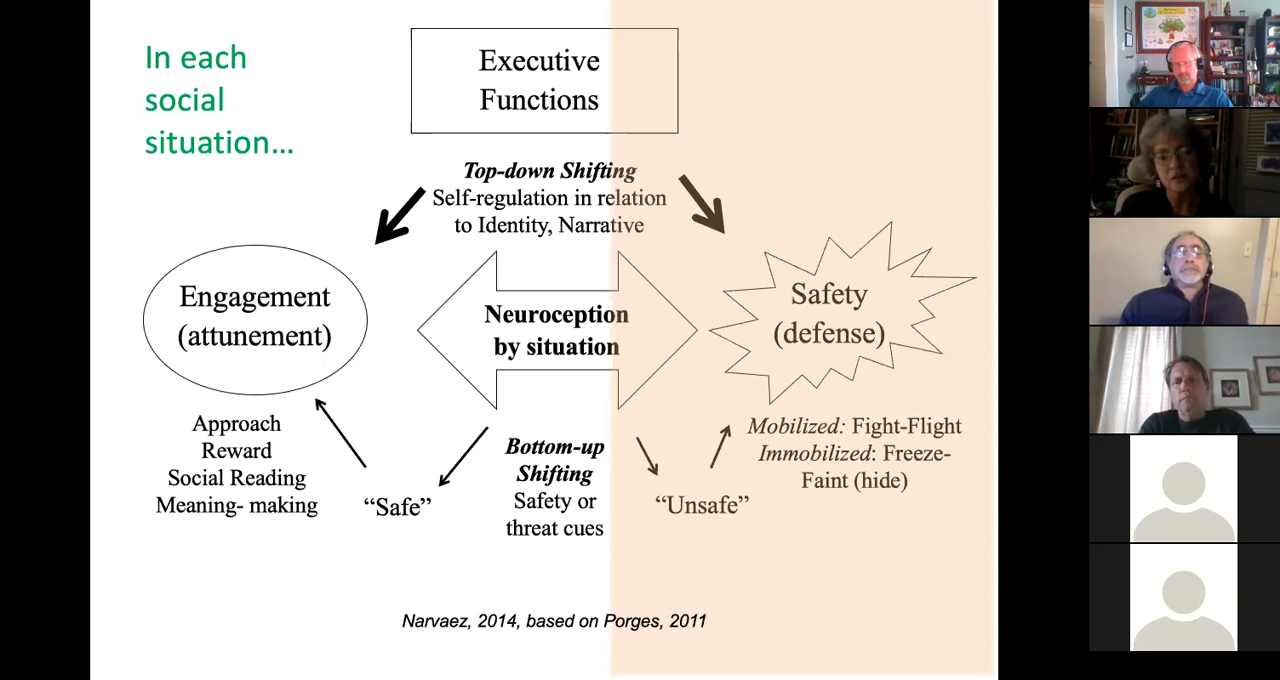 In each
social
situation…
Executive
Functions
Top-down Shifting
Self-regulation in relation
to Identity, Narrative
Engagement
(attunement)
Neuroception
by situation
Safety
(defense)
Approach
Reward
Social Reading
Meaning- making
“Safe”
Bottom-up
Shifting
Safety or
threat cues
“Unsafe”
Mobilized: Fight-Flight
Immobilized: Freeze-
Faint (hide)
Narvaez, 2014, based on Porges, 2011